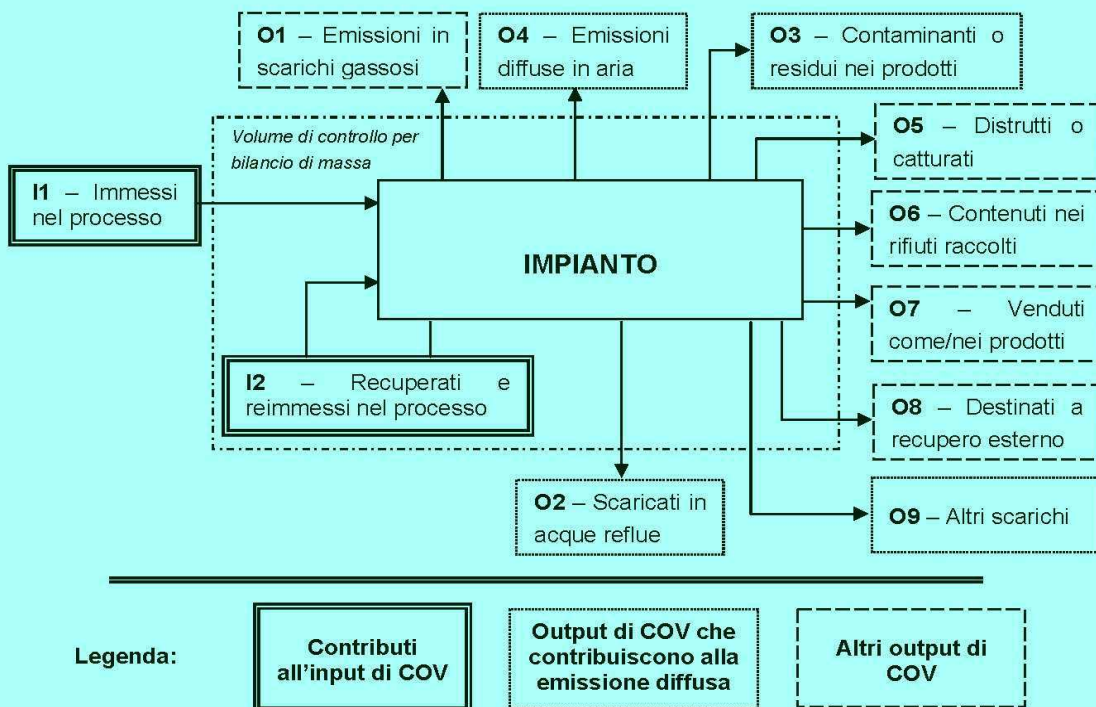 O1 – Emissioni in
scarichi gassosi
O4 – Emissioni
diffuse in aria
O3 – Contaminanti o
residui nei prodotti
Volume di controllo per
bilancio di massa
O5 – Distrutti o
catturati
I1 – Immessi
nel processo
O6 – Contenuti nei
rifiuti raccolti
IMPIANTO
O7 – Venduti
come/nei prodotti
I2 – Recuperati e
reimmessi nel processo
O8 – Destinati a
recupero esterno
O2 – Scaricati in
acque reflue
O9 – Altri scarichi
Legenda:
Contributi
all'input di COV
Output di COV che
contribuiscono alla
emissione diffusa
Altri output di
COV